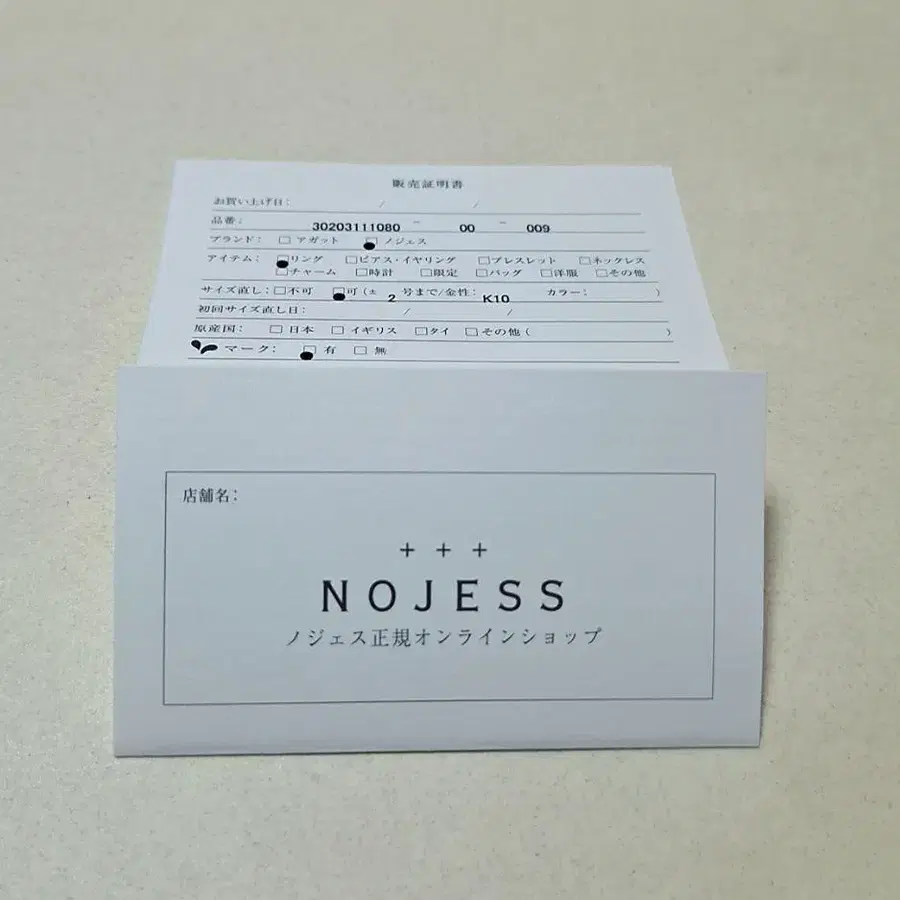 販売証明書
お買い上げ日: / /
品番: 30203111080 - 00 - 009
ブランド: □ アガット □ ノジェス
アイテム: □リング □ピアス・イヤリング □ブレスレット □ネックレス
□チャーム □時計 □限定 □バッグ □洋服 □その他
サイズ直し: □不可 □可 (± 2 号まで/金性: K10 カラー: )
初回サイズ直し日: / /
原産国: □ 日本 □ イギリス □タイ □その他 ( )
マーク: □ 有 □ 無
店舗名:
+ + +
NOJESS
ノジェス正規オンラインショップ